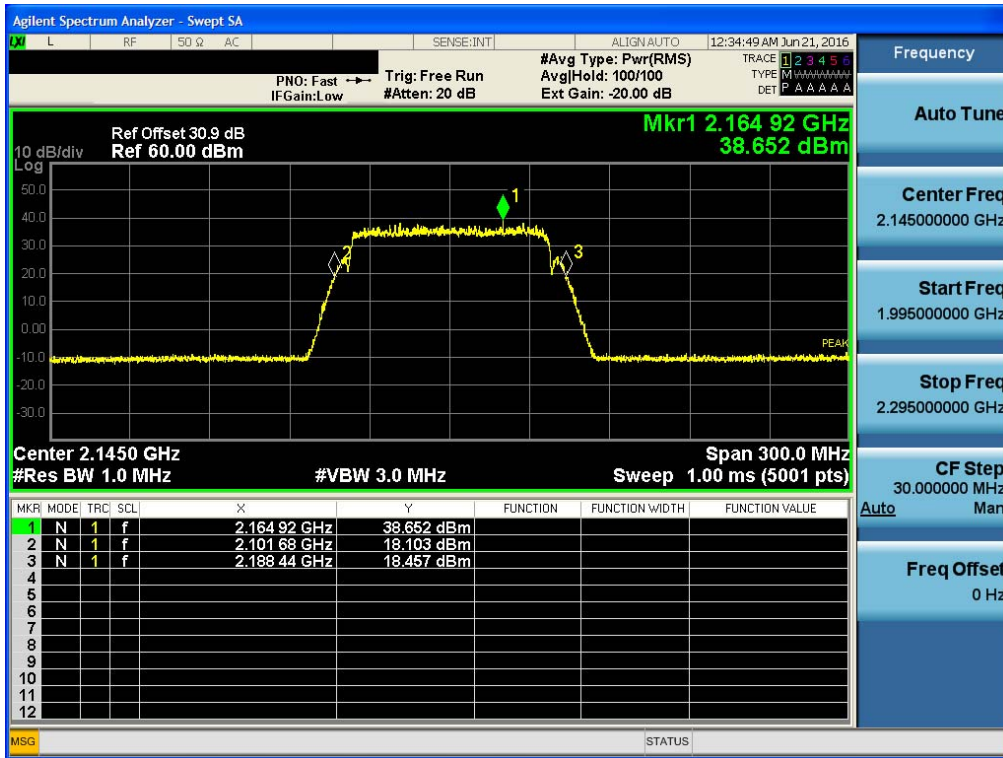 Agilent Spectrum Analyzer - Swept SA
LXI L RF 50 Ω AC SENSE:INT ALIGN AUTO 12:34:49 AM Jun 21, 2016
Frequency
PNO: Fast
IFGain:Low
Trig: Free Run
#Atten: 20 dB
#Avg Type: Pwr(RMS)
Avg|Hold: 100/100
Ext Gain: -20.00 dB
TRACE 1 2 3 4 5 6
TYPE M WWWWW
DET P A A A A A
Auto Tune
Mkr1 2.164 92 GHz
38.652 dBm
Ref Offset 30.9 dB
10 dB/div Ref 60.00 dBm
Log
50.0
40.0
30.0
20.0
10.0
0.00
-10.0
-20.0
-30.0
1
2
3
PEAK
Center Freq
2.145000000 GHz
Start Freq
1.995000000 GHz
Stop Freq
2.295000000 GHz
Center 2.1450 GHz Span 300.0 MHz
#Res BW 1.0 MHz #VBW 3.0 MHz Sweep 1.00 ms (5001 pts)
CF Step
30.000000 MHz
Auto Man
Freq Offset
0 Hz
MKR MODE TRC SCL X Y FUNCTION FUNCTION WIDTH FUNCTION VALUE
1 N 1 f 2.164 92 GHz 38.652 dBm
2 N 1 f 2.101 68 GHz 18.103 dBm
3 N 1 f 2.188 44 GHz 18.457 dBm
4
5
6
7
8
9
10
11
12
MSG STATUS